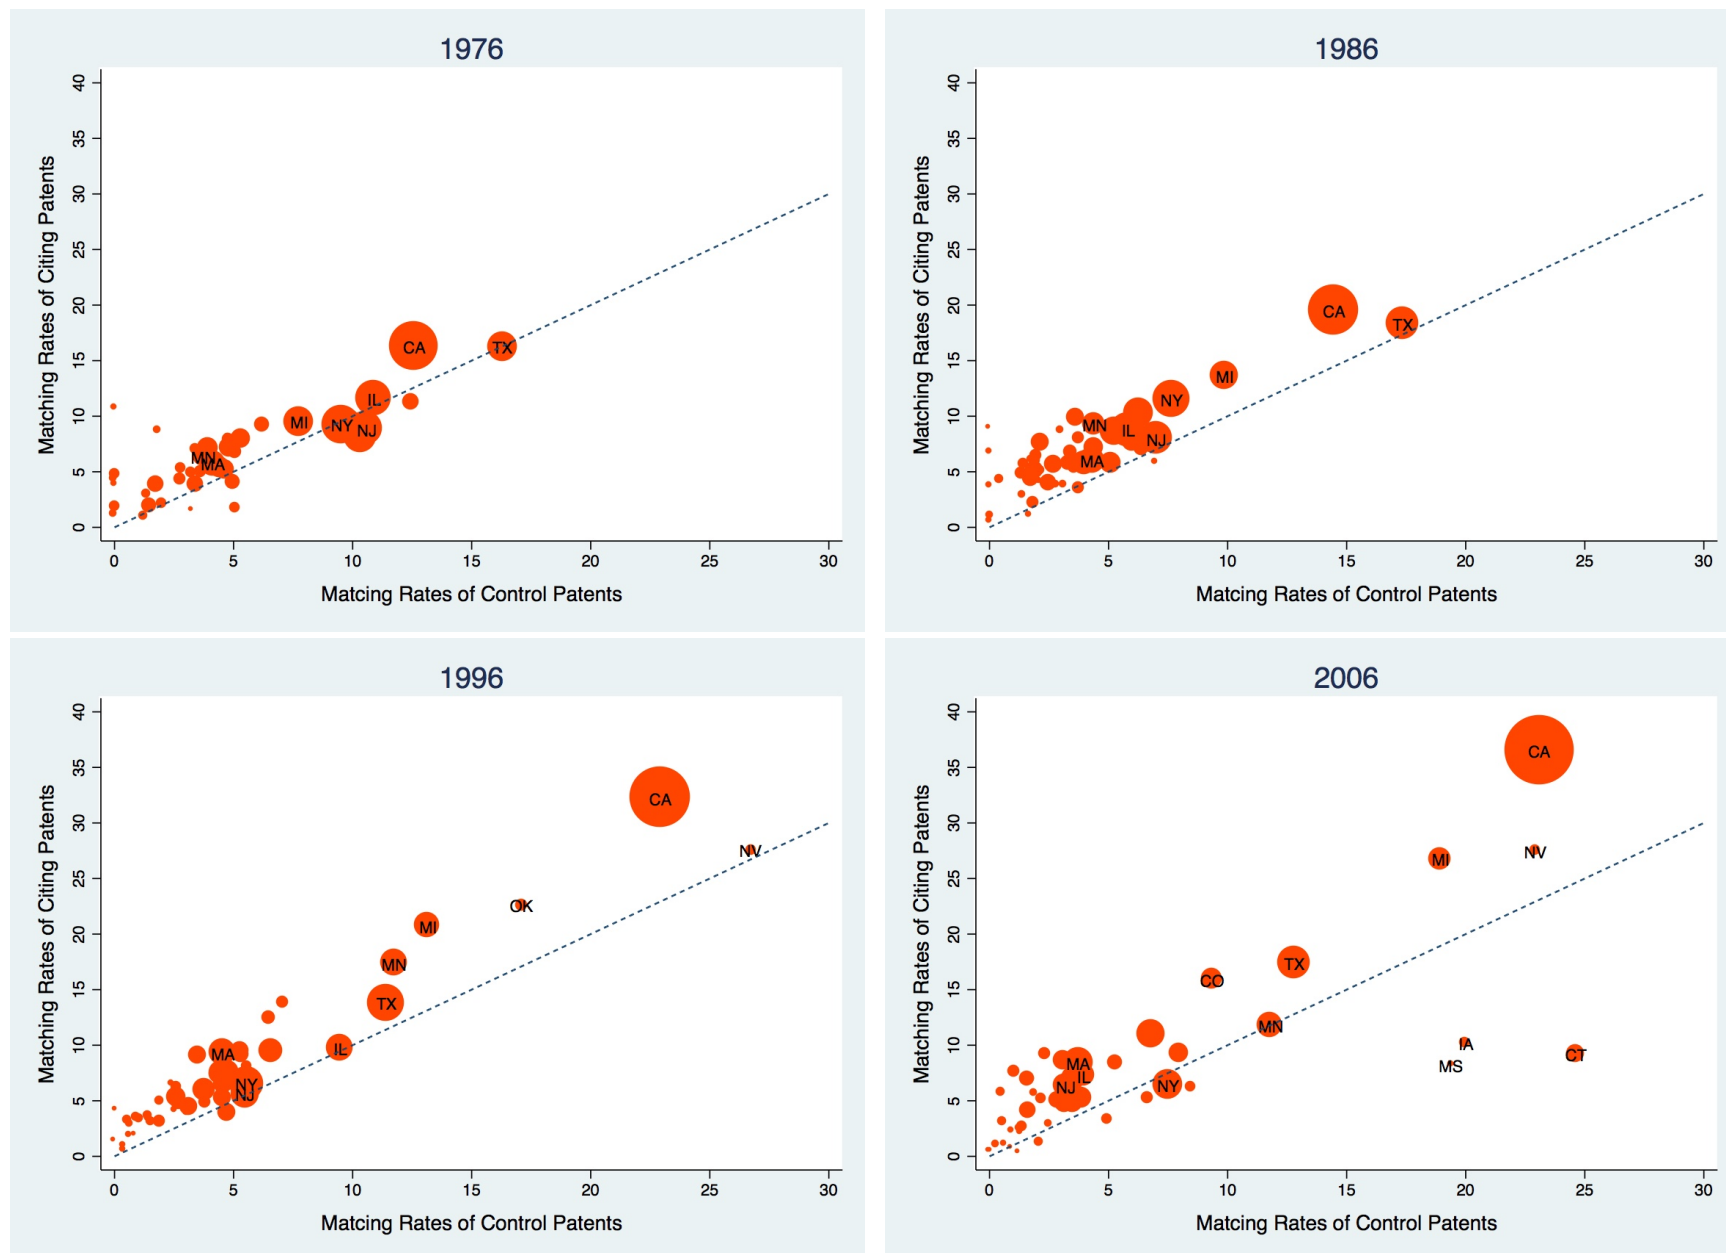 1976
Matching Rates of Citing Patents
40
35
30
25
20
15
10
5
0
CA
TX
IL
MI
NY
NJ
MN
MA
0 5 10 15 20 25 30
Matcing Rates of Control Patents
1986
Matching Rates of Citing Patents
40
35
30
25
20
15
10
5
0
CA
TX
MI
NY
MN
IL
NJ
MA
0 5 10 15 20 25 30
Matcing Rates of Control Patents
1996
Matching Rates of Citing Patents
40
35
30
25
20
15
10
5
0
CA
NV
OK
MI
MN
TX
IL
MA
NY
NJ
0 5 10 15 20 25 30
Matcing Rates of Control Patents
2006
Matching Rates of Citing Patents
40
35
30
25
20
15
10
5
0
CA
MI
NV
TX
CO
MN
IA
CT
MS
MA
IL
NJ
NY
0 5 10 15 20 25 30
Matcing Rates of Control Patents